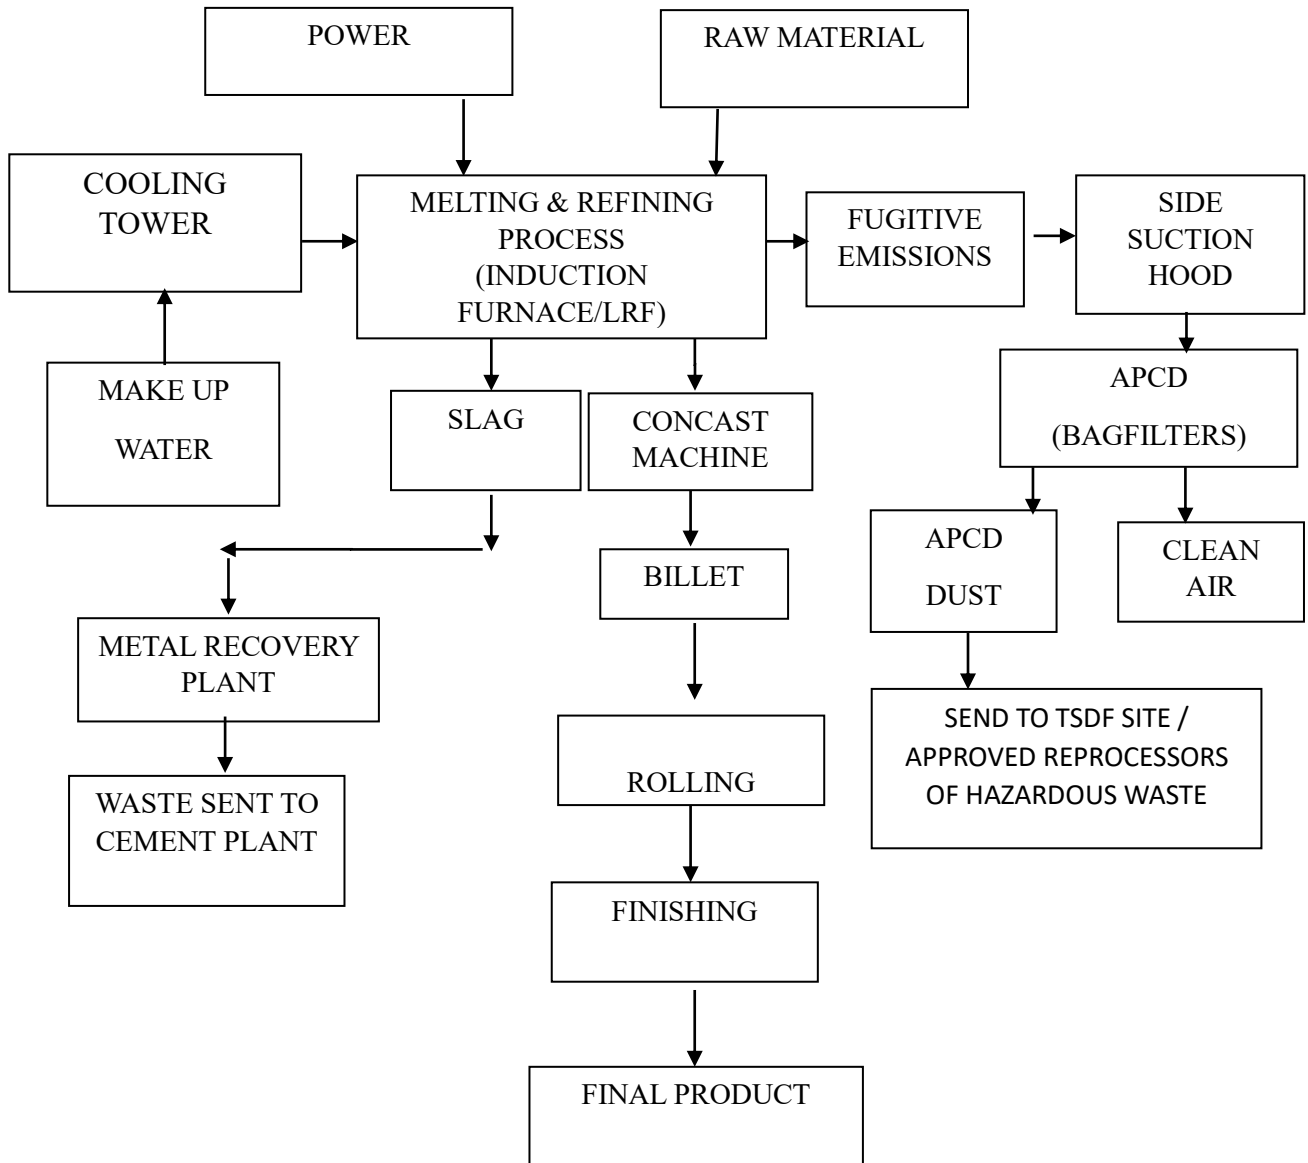 POWER
RAW MATERIAL
COOLING
TOWER
MELTING & REFINING
PROCESS
(INDUCTION
FURNACE/LRF)
FUGITIVE
EMISSIONS
SIDE
SUCTION
HOOD
MAKE UP
WATER
SLAG
CONCAST
MACHINE
APCD
(BAGFILTERS)
APCD
DUST
CLEAN
AIR
BILLET
METAL RECOVERY
PLANT
SEND TO TSDF SITE /
APPROVED REPROCESSORS
OF HAZARDOUS WASTE
ROLLING
WASTE SENT TO
CEMENT PLANT
FINISHING
FINAL PRODUCT